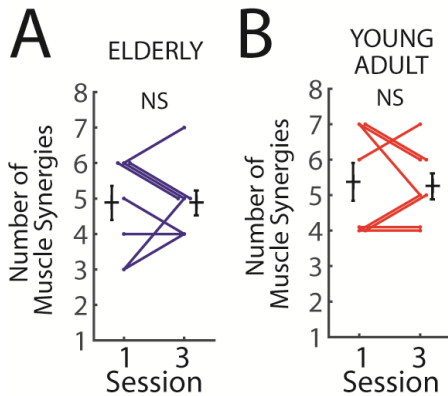 A
ELDERLY
NS
Number of
Muscle Synergies
8
7
6
5
4
3
2
1
1 3
Session
B
YOUNG
ADULT
NS
Number of
Muscle Synergies
8
7
6
5
4
3
2
1
1 3
Session